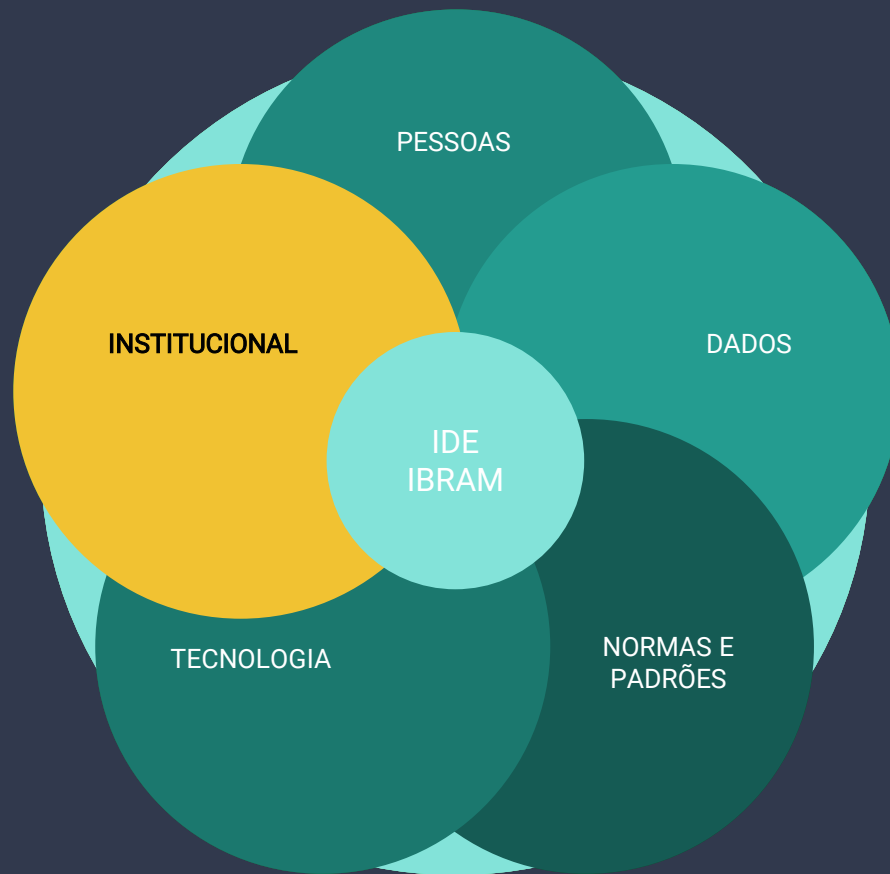 PESSOAS
INSTITUCIONAL
DADOS
IDE
IBRAM
TECNOLOGIA
NORMAS E
PADRÕES